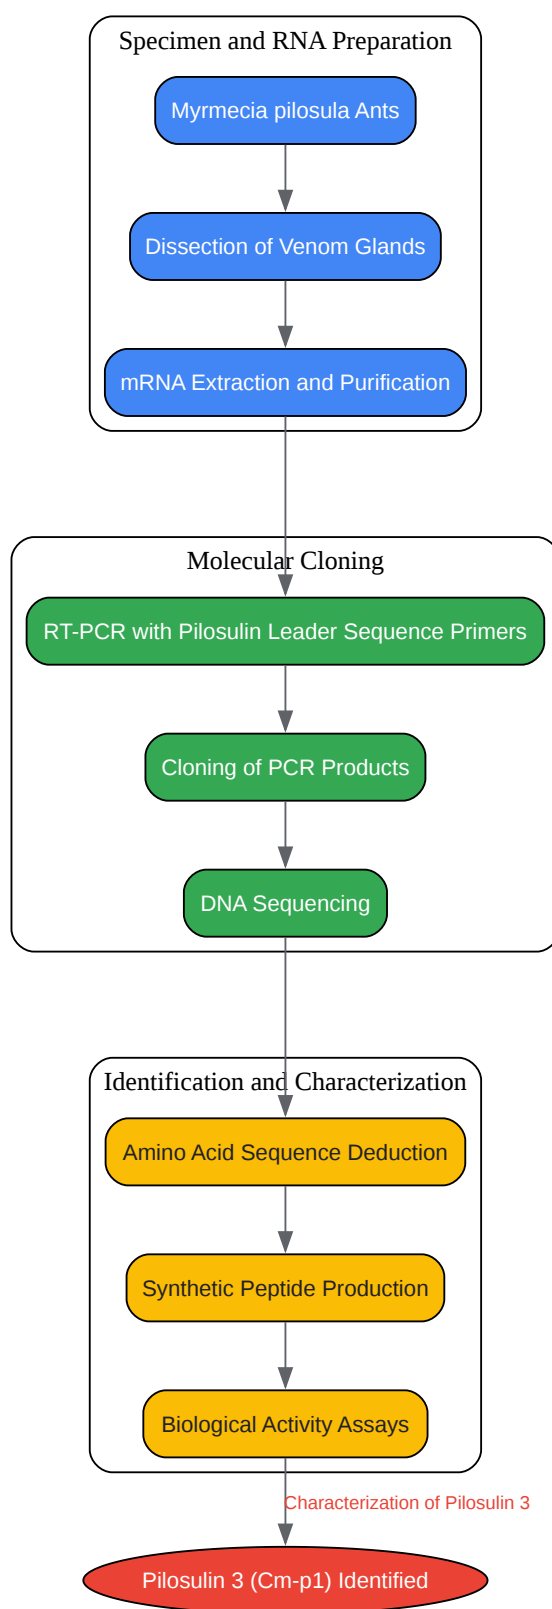 Specimen and RNA Preparation
Myrmecia pilosula Ants
Dissection of Venom Glands
mRNA Extraction and Purification
Molecular Cloning
RT-PCR with Pilosulin Leader Sequence Primers
Cloning of PCR Products
DNA Sequencing
Identification and Characterization
Amino Acid Sequence Deduction
Synthetic Peptide Production
Biological Activity Assays
Characterization of Pilosulin 3
Pilosulin 3 (Cm-p1) Identified